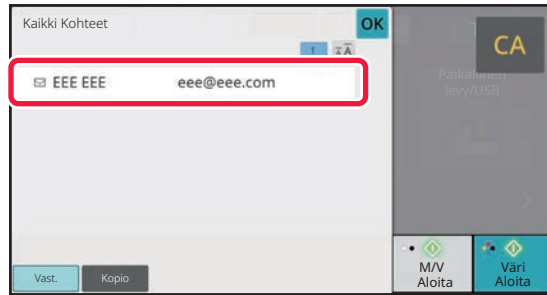 Kaikki Kohteet
OK
CA
1
EEE EEE eee@eee.com
Paikallinen
levy/USB
Vast.
Kopio
M/V
Aloita
Väri
Aloita